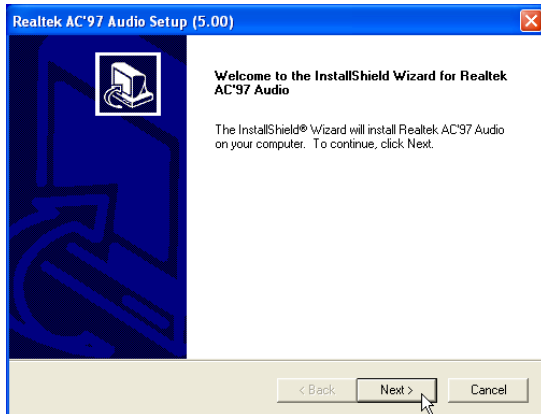 Realtek AC'97 Audio Setup (5.00)
Welcome to the InstallShield Wizard for Realtek
AC'97 Audio
The InstallShield® Wizard will install Realtek AC'97 Audio
on your computer. To continue, click Next.
< Back
Next >
Cancel